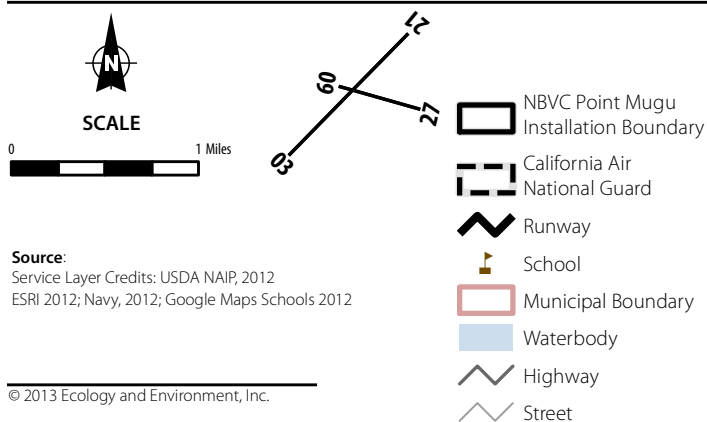 N
SCALE
0 1 Miles
21
09
27
03
NBVC Point Mugu
Installation Boundary
California Air
National Guard
Runway
School
Municipal Boundary
Waterbody
Highway
Street
Source:
Service Layer Credits: USDA NAIP, 2012
ESRI 2012; Navy, 2012; Google Maps Schools 2012
© 2013 Ecology and Environment, Inc.